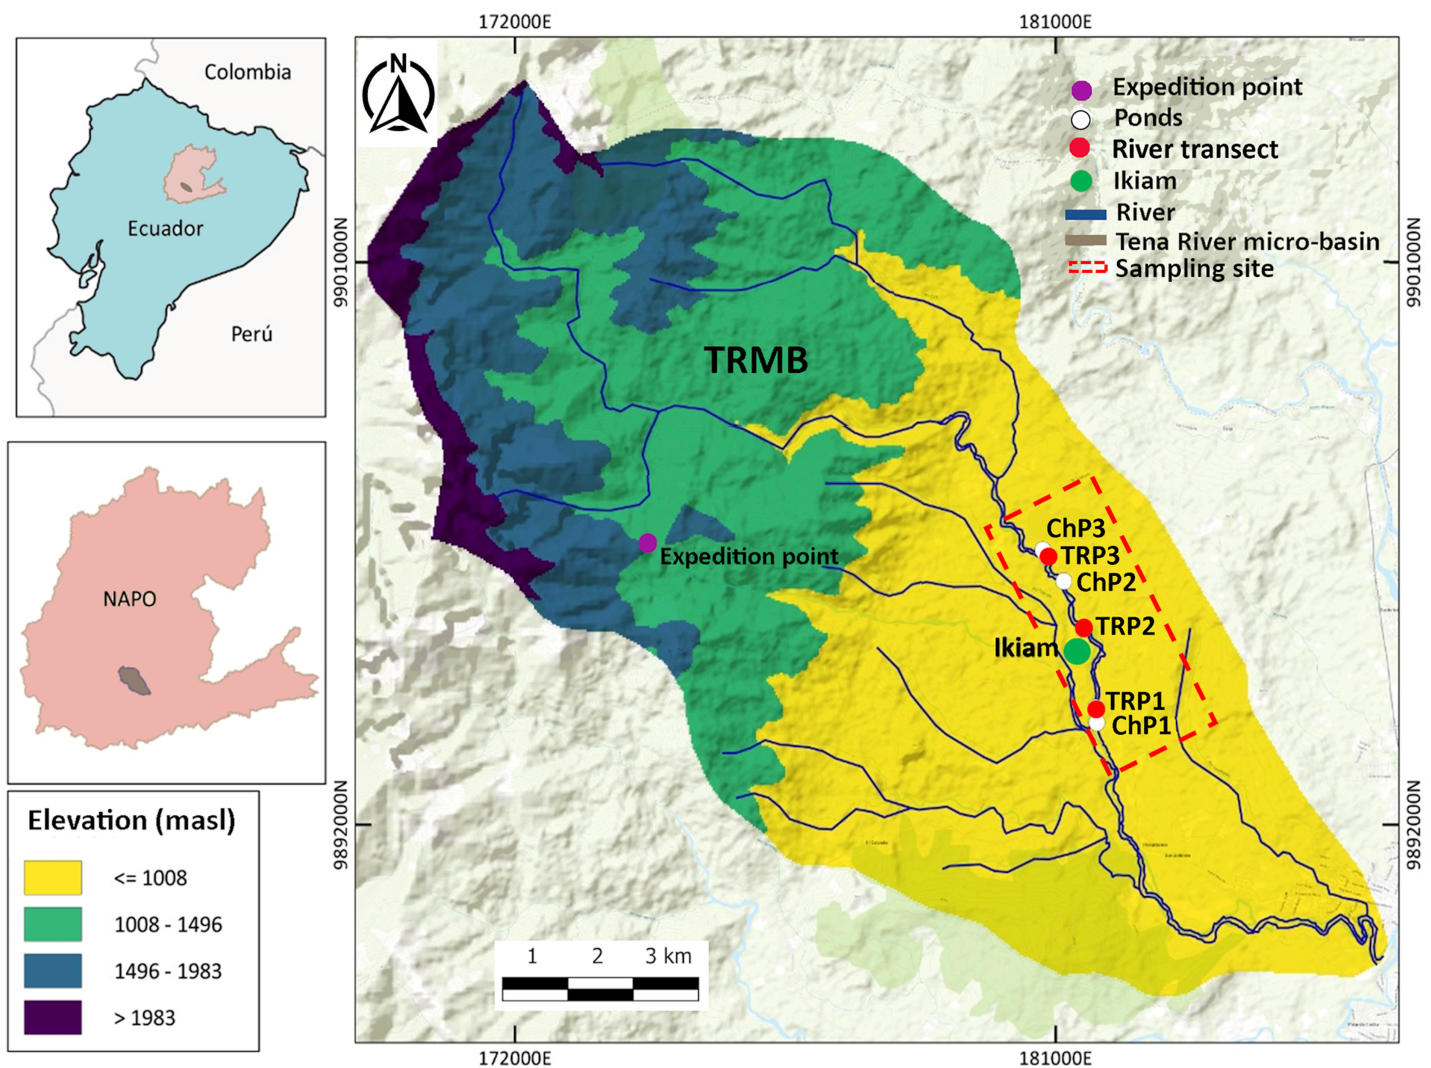 172000E
181000E
Colombia
Ecuador
Perú
N
Expedition point
Ponds
River transect
Ikiam
River
Tena River micro-basin
Sampling site
9901000N
9901000N
TRMB
NAPO
Expedition point
ChP3
TRP3
ChP2
TRP2
Ikiam
TRP1
ChP1
9892000N
9892000N
Elevation (masl)
<= 1008
1008 - 1496
1496 - 1983
> 1983
1 2 3 km
172000E
181000E